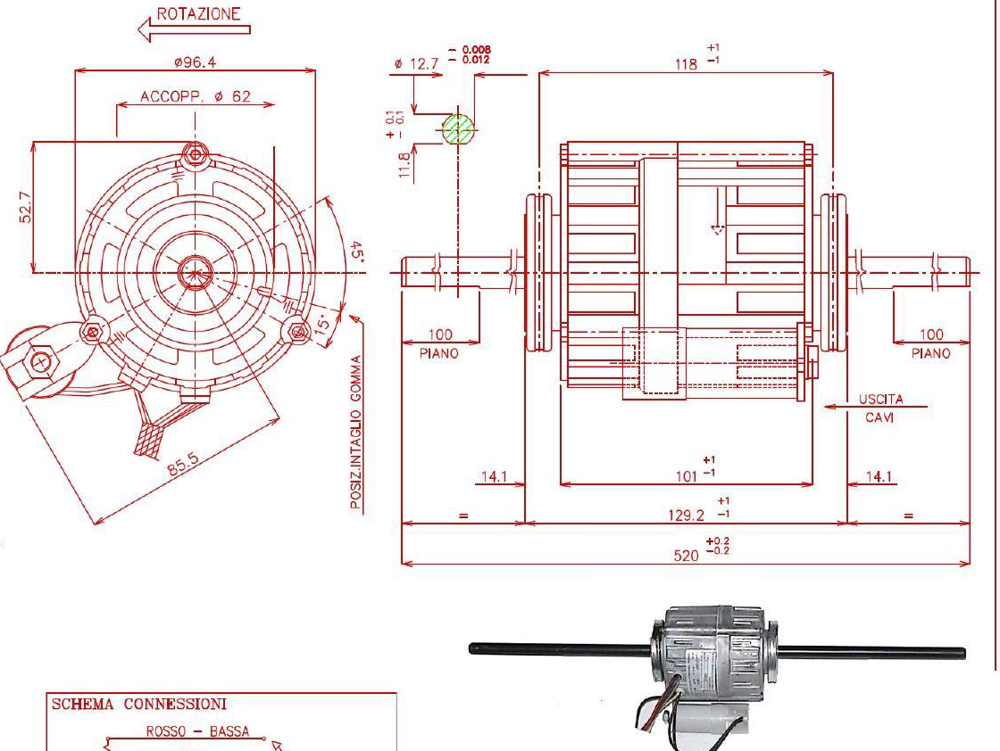 ROTAZIONE
ø96.4
ACCOPP. ø 62
52.7
45°
15°
85.5
POSIZ.INTAGLIO GOMMA
ø 12.7 - 0.008
- 0.012
+ 0.1
- 0.1
11.8
118 +1
-1
100
PIANO
100
PIANO
USCITA
CAVI
14.1
101 +1
-1
14.1
=
129.2 +1
-1
=
520 +0.2
-0.2
SCHEMA CONNESSIONI
ROSSO - BASSA